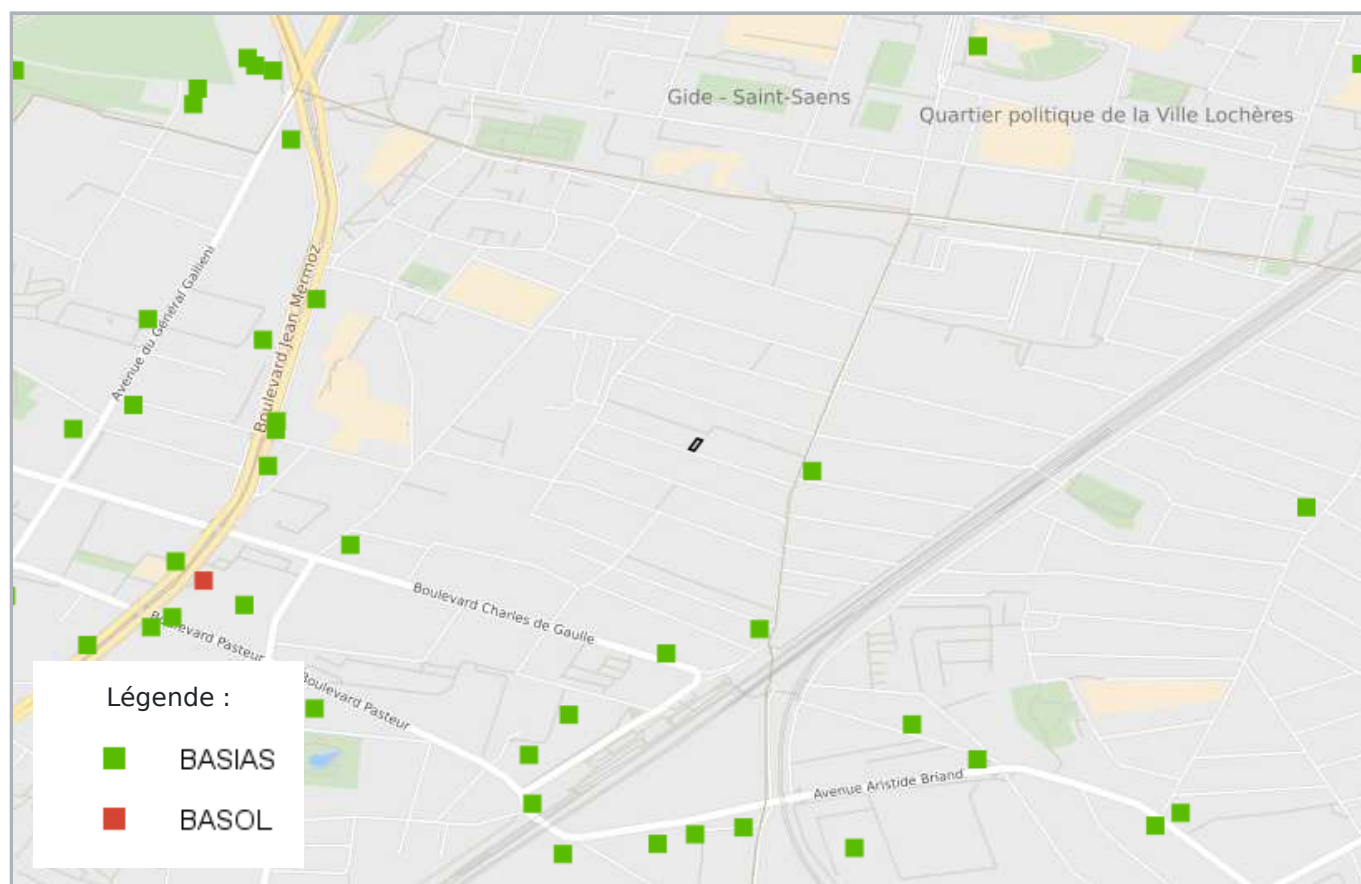 Gide - Saint-Saens
Quartier politique de la Ville Lochères
Avenue du Général Gallieni
Boulevard Jean Mermoz
Boulevard Charles de Gaulle
Boulevard Pasteur
Boulevard Pasteur
Avenue Aristide Briand
Légende :
BASIAS
BASOL